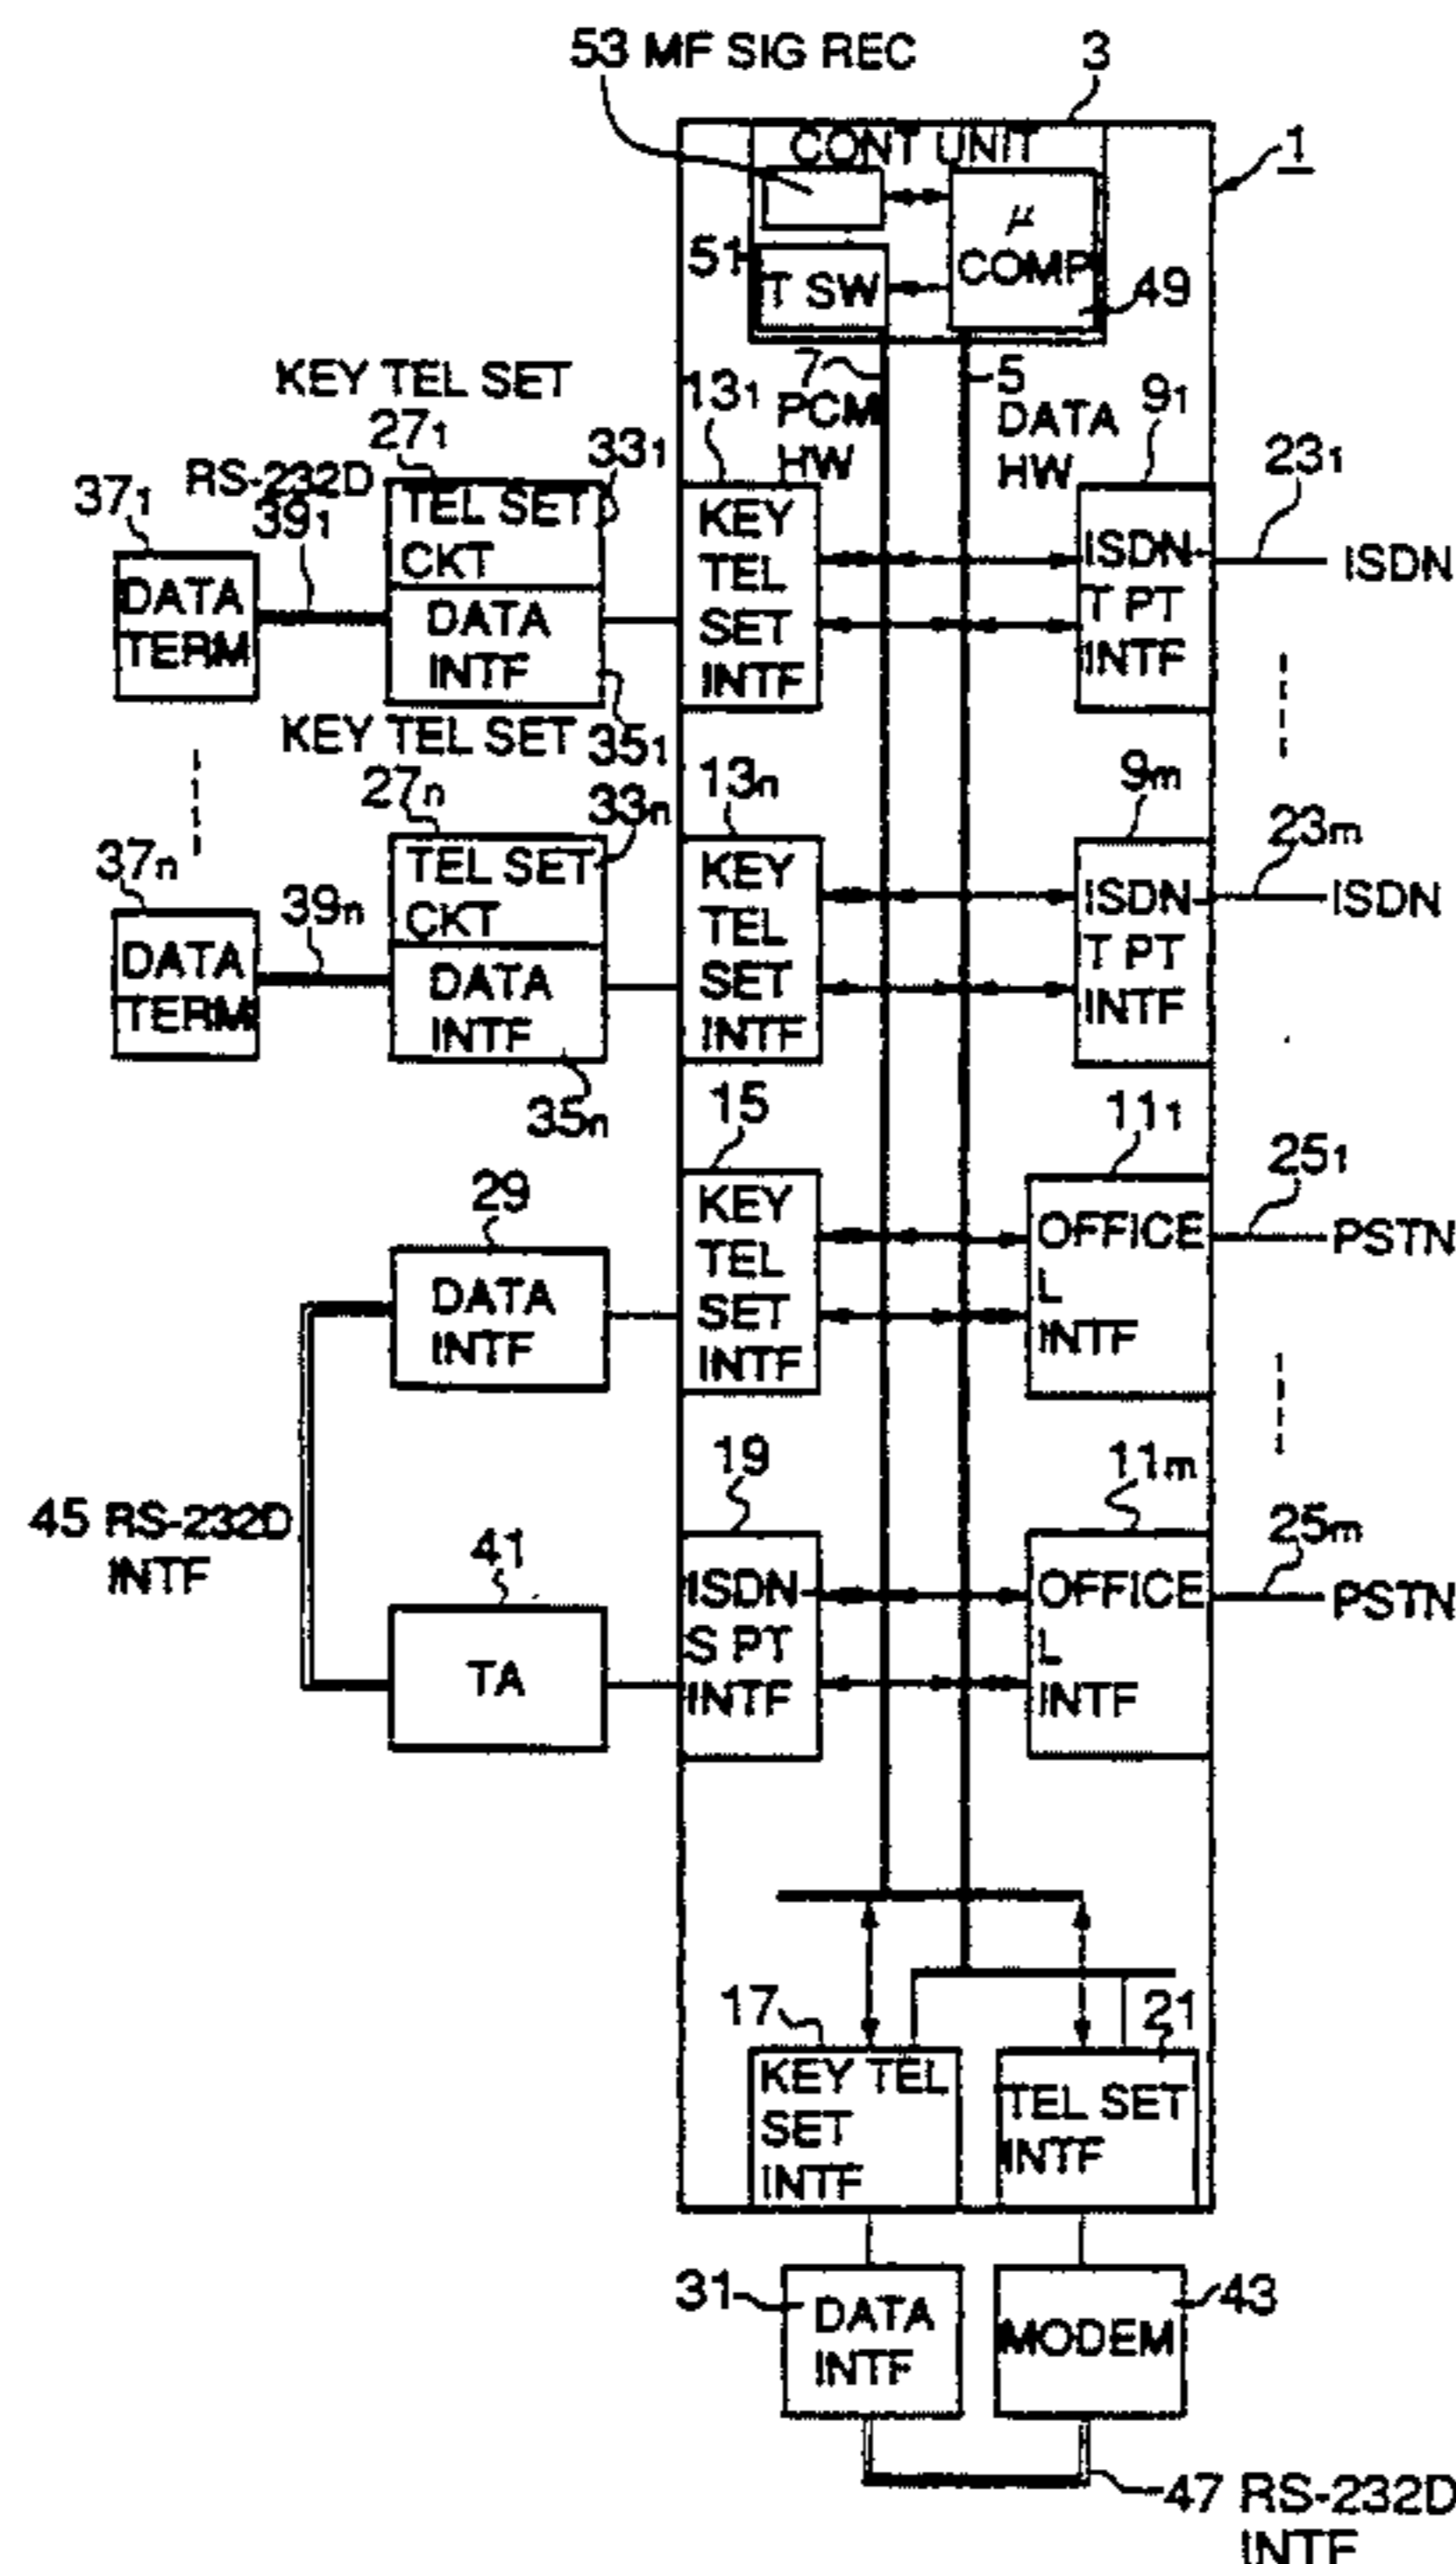 53 MF SIG REC
3
1
CONT UNIT
μ
COMP
51
T SW
49
7
PCM
HW
5
DATA
HW
KEY TEL SET
27₁
33₁
13₁
9₁
23₁
37₁
RS-232D
39₁
TEL SET
CKT
DATA
INTF
DATA
TERM
KEY
TEL
SET
INTF
ISDN
T PT
INTF
ISDN
35₁
KEY TEL SET
27n
33n
13n
9m
23m
37n
39n
TEL SET
CKT
DATA
INTF
DATA
TERM
KEY
TEL
SET
INTF
ISDN
T PT
INTF
ISDN
35n
15
11₁
25₁
29
DATA
INTF
KEY
TEL
SET
INTF
OFFICE
L
INTF
PSTN
45 RS-232D
INTF
19
11m
25m
41
TA
ISDN
S PT
INTF
OFFICE
L
INTF
PSTN
17
21
KEY TEL
SET
INTF
TEL SET
INTF
31
DATA
INTF
43
MODEM
47 RS-232D
INTF